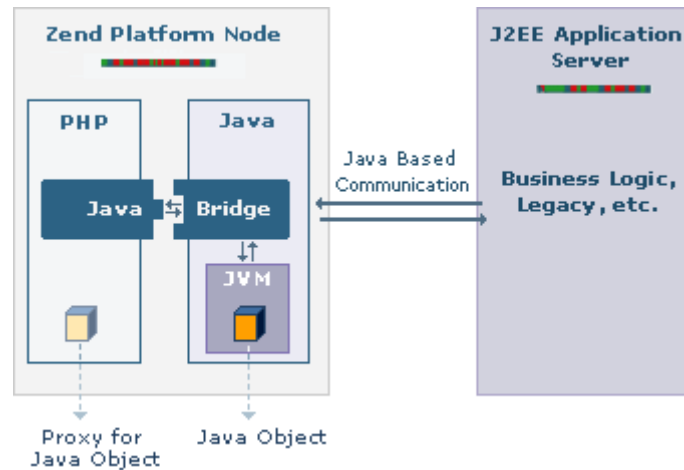 Zend Platform Node
PHP
Java
Java
Bridge
JVM
Proxy for
Java Object
Java Object
Java Based
Communication
J2EE Application
Server
Business Logic,
Legacy, etc.